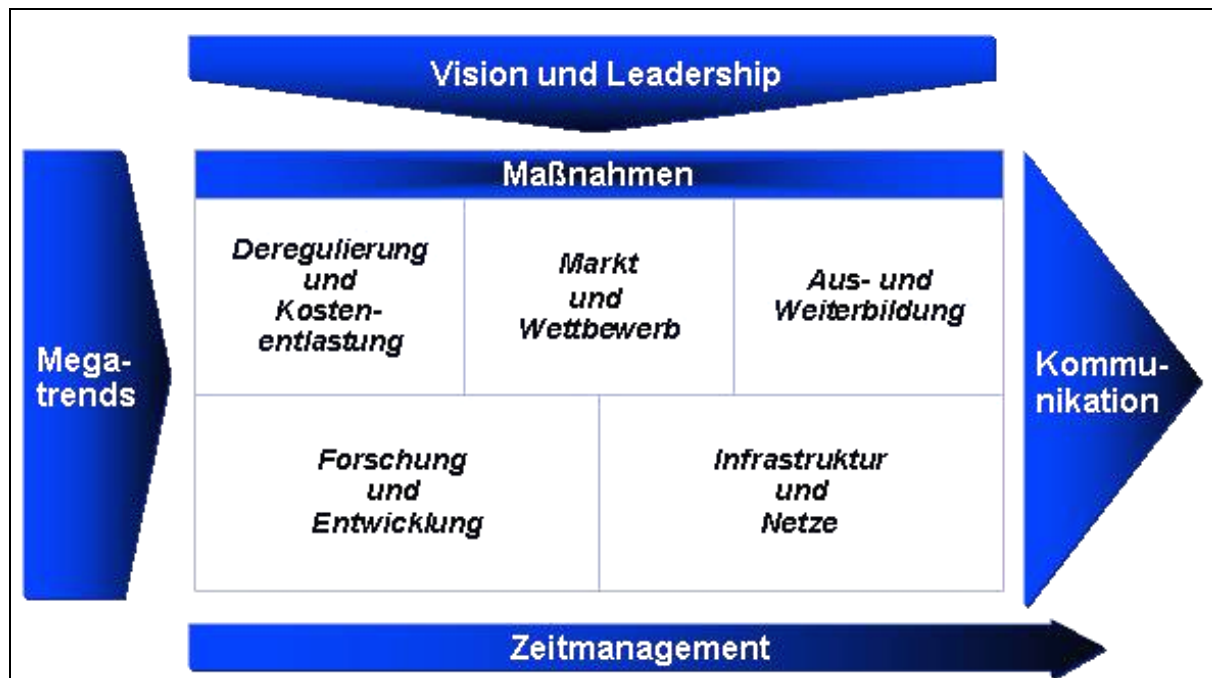 Vision und Leadership
Maßnahmen
Deregulierung
und
Kosten-
entlastung
Markt
und
Wettbewerb
Aus- und
Weiterbildung
Mega-
trends
Kommu-
nikation
Forschung
und
Entwicklung
Infrastruktur
und
Netze
Zeitmanagement